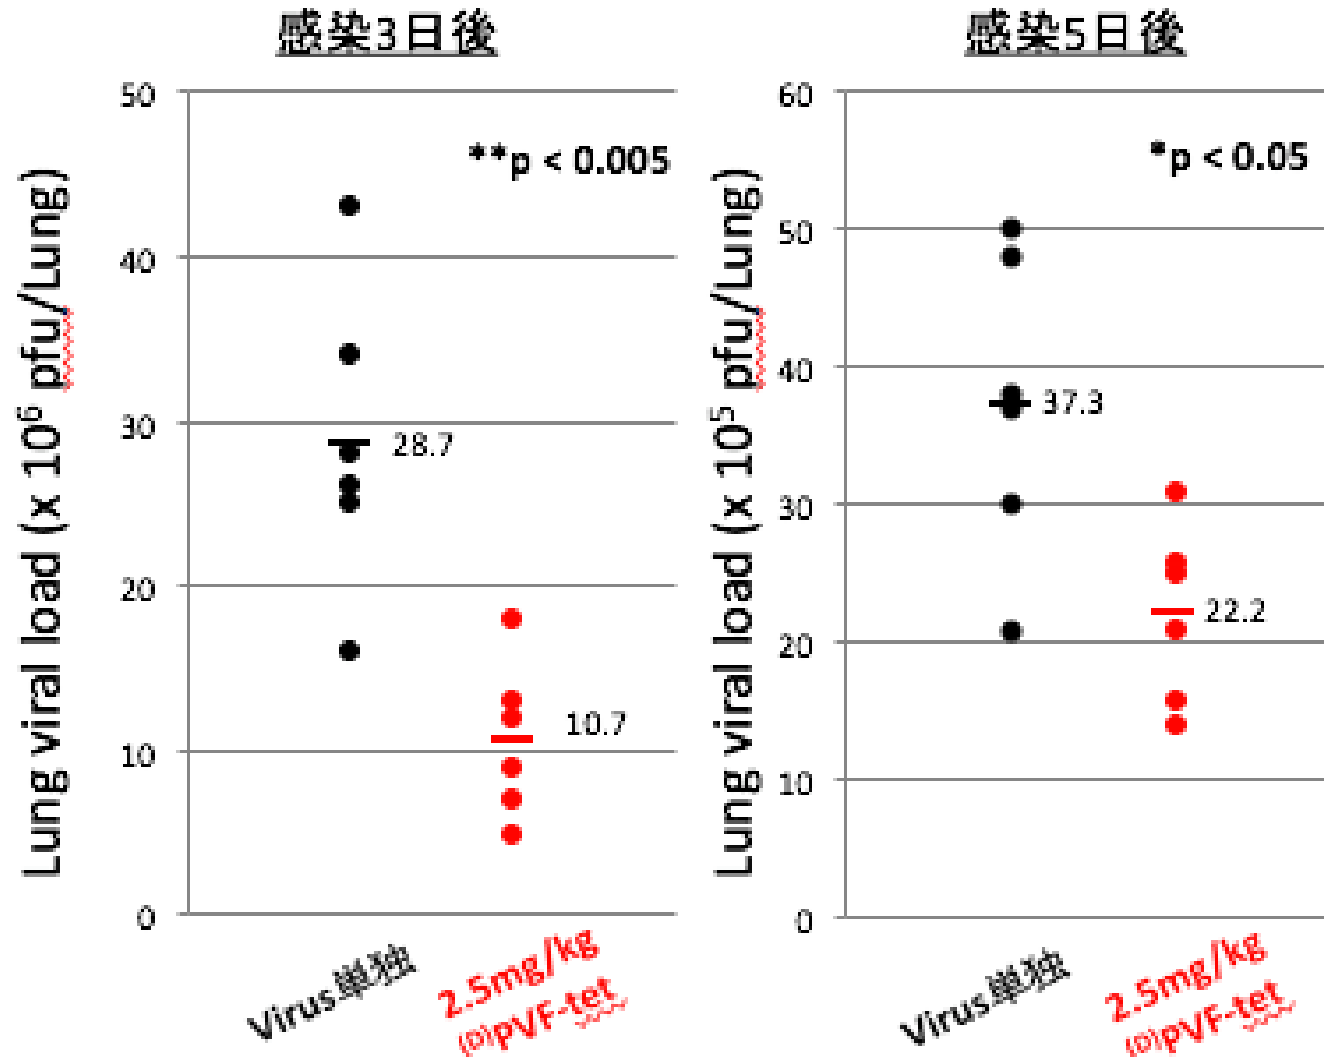 感染3日後
Lung viral load (x 10⁶ pfu/Lung)
50
40
30
20
10
0
**p < 0.005
28.7
10.7
Virus単独
2.5mg/kg
(D)pVF-tet
感染5日後
Lung viral load (x 10⁵ pfu/Lung)
60
50
40
30
20
10
0
*p < 0.05
37.3
22.2
Virus単独
2.5mg/kg
(D)pVF-tet